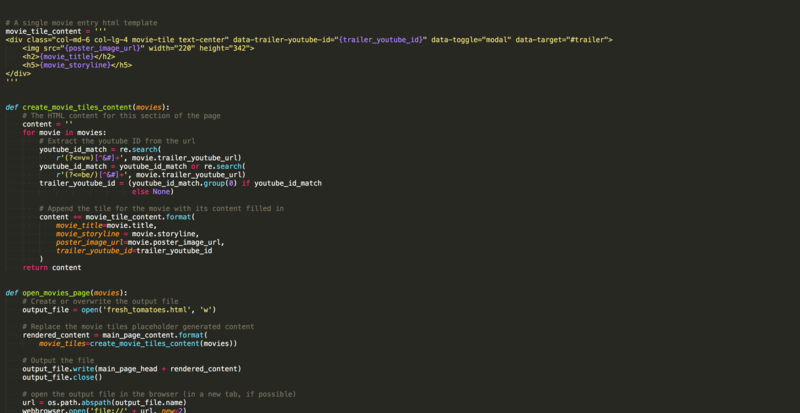 # A single movie entry html template
movie_tile_content = '''
<div class="col-md-6 col-lg-4 movie-tile text-center" data-trailer-youtube-id="{trailer_youtube_id}" data-toggle="modal" data-target="#trailer">
    <img src="{poster_image_url}" width="220" height="342">
    <h2>{movie_title}</h2>
    <h5>{movie_storyline}</h5>
</div>
'''
def create_movie_tiles_content(movies):
    # The HTML content for this section of the page
    content = ''
    for movie in movies:
        # Extract the youtube ID from the url
        youtube_id_match = re.search(
            r'(?<=v=)[^&#]+', movie.trailer_youtube_url)
        youtube_id_match = youtube_id_match or re.search(
            r'(?<=be/)[^&#]+', movie.trailer_youtube_url)
        trailer_youtube_id = (youtube_id_match.group(0) if youtube_id_match
                              else None)
        # Append the tile for the movie with its content filled in
        content += movie_tile_content.format(
            movie_title=movie.title,
            movie_storyline = movie.storyline,
            poster_image_url=movie.poster_image_url,
            trailer_youtube_id=trailer_youtube_id
        )
    return content
def open_movies_page(movies):
    # Create or overwrite the output file
    output_file = open('fresh_tomatoes.html', 'w')
    # Replace the movie tiles placeholder generated content
    rendered_content = main_page_content.format(
        movie_tiles=create_movie_tiles_content(movies))
    # Output the file
    output_file.write(main_page_head + rendered_content)
    output_file.close()
    # open the output file in the browser (in a new tab, if possible)
    url = os.path.abspath(output_file.name)
    webbrowser.open('file://' + url, new=2)